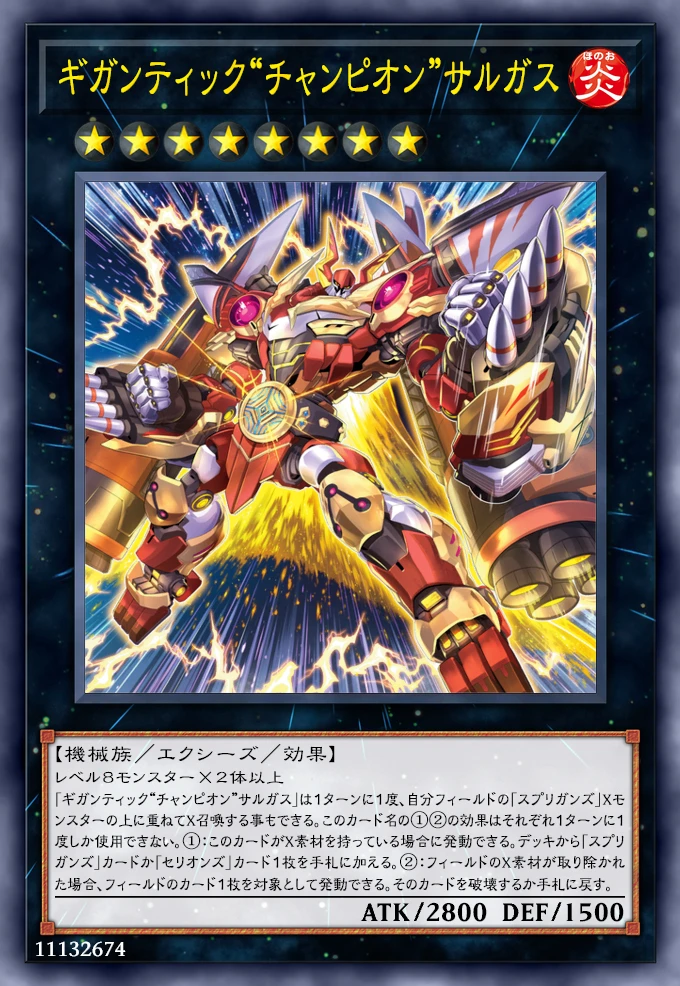 ギガンティック“チャンピオン”サルガス
ほのお
炎
【機械族／エクシーズ／効果】
レベル８モンスター×２体以上
「ギガンティック“チャンピオン”サルガス」は１ターンに１度、自分フィールドの「スプリガンズ」Xモ
ンスターの上に重ねてX召喚する事もできる。このカード名の①②の効果はそれぞれ１ターンに１
度しか使用できない。①：このカードがX素材を持っている場合に発動できる。デッキから「スプリ
ガンズ」カードか「セリオンズ」カード１枚を手札に加える。②：フィールドのX素材が取り除かれ
た場合、フィールドのカード１枚を対象として発動できる。そのカードを破壊するか手札に戻す。
ATK/2800 DEF/1500
11132674